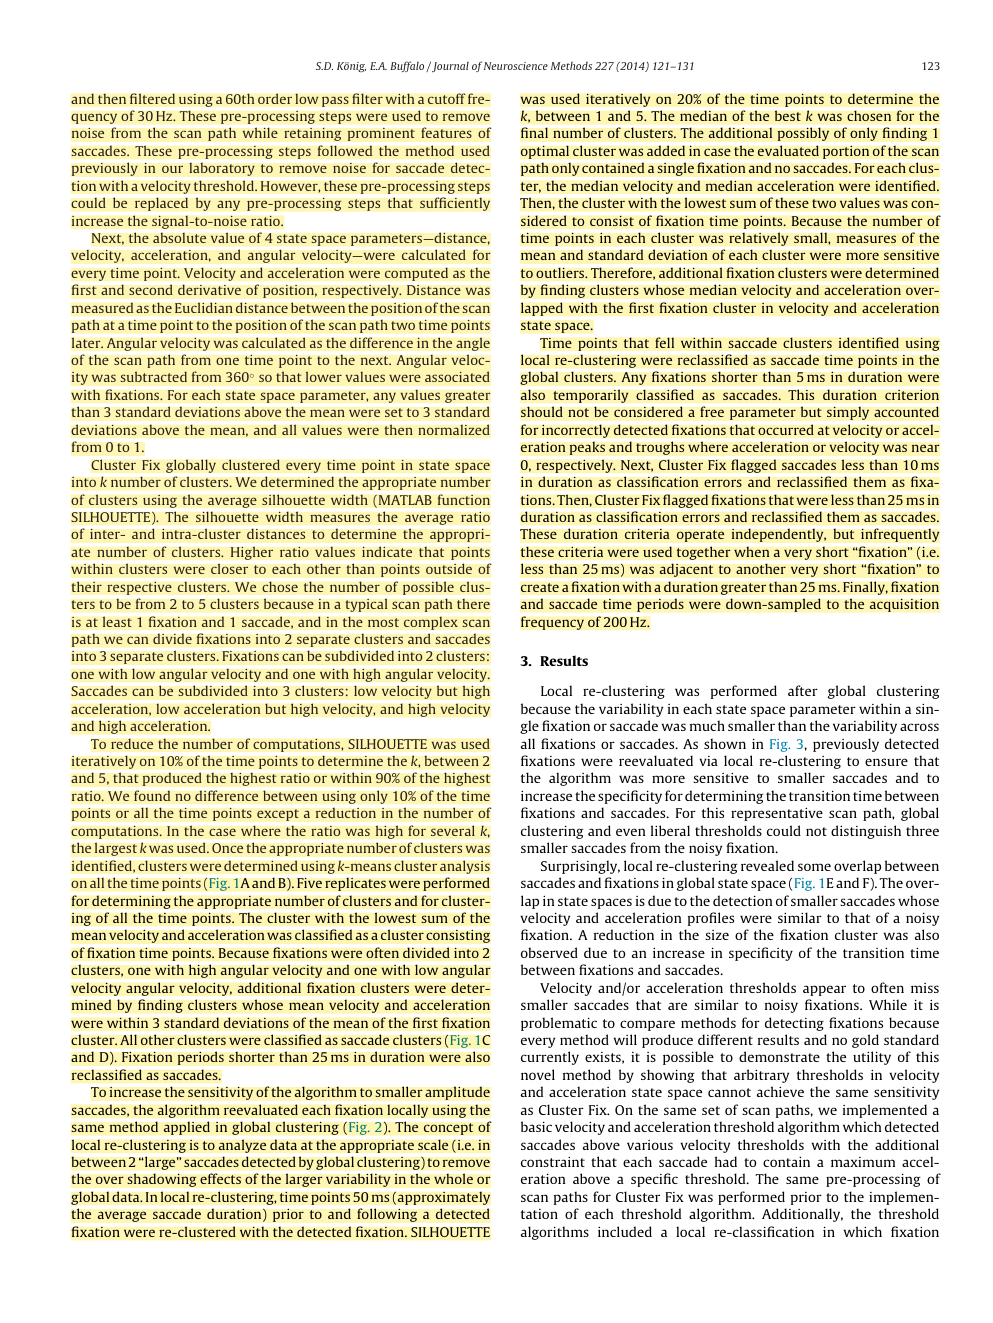 S.D. König, E.A. Buffalo / Journal of Neuroscience Methods 227 (2014) 121–131
123
and then filtered using a 60th order low pass filter with a cutoff fre-
quency of 30 Hz. These pre-processing steps were used to remove
noise from the scan path while retaining prominent features of
saccades. These pre-processing steps followed the method used
previously in our laboratory to remove noise for saccade detec-
tion with a velocity threshold. However, these pre-processing steps
could be replaced by any pre-processing steps that sufficiently
increase the signal-to-noise ratio.
Next, the absolute value of 4 state space parameters—distance,
velocity, acceleration, and angular velocity—were calculated for
every time point. Velocity and acceleration were computed as the
first and second derivative of position, respectively. Distance was
measured as the Euclidian distance between the position of the scan
path at a time point to the position of the scan path two time points
later. Angular velocity was calculated as the difference in the angle
of the scan path from one time point to the next. Angular veloc-
ity was subtracted from 360° so that lower values were associated
with fixations. For each state space parameter, any values greater
than 3 standard deviations above the mean were set to 3 standard
deviations above the mean, and all values were then normalized
from 0 to 1.
Cluster Fix globally clustered every time point in state space
into k number of clusters. We determined the appropriate number
of clusters using the average silhouette width (MATLAB function
SILHOUETTE). The silhouette width measures the average ratio
of inter- and intra-cluster distances to determine the appropri-
ate number of clusters. Higher ratio values indicate that points
within clusters were closer to each other than points outside of
their respective clusters. We chose the number of possible clus-
ters to be from 2 to 5 clusters because in a typical scan path there
is at least 1 fixation and 1 saccade, and in the most complex scan
path we can divide fixations into 2 separate clusters and saccades
into 3 separate clusters. Fixations can be subdivided into 2 clusters:
one with low angular velocity and one with high angular velocity.
Saccades can be subdivided into 3 clusters: low velocity but high
acceleration, low acceleration but high velocity, and high velocity
and high acceleration.
To reduce the number of computations, SILHOUETTE was used
iteratively on 10% of the time points to determine the k, between 2
and 5, that produced the highest ratio or within 90% of the highest
ratio. We found no difference between using only 10% of the time
points or all the time points except a reduction in the number of
computations. In the case where the ratio was high for several k,
the largest k was used. Once the appropriate number of clusters was
identified, clusters were determined using k-means cluster analysis
on all the time points (Fig. 1A and B). Five replicates were performed
for determining the appropriate number of clusters and for cluster-
ing of all the time points. The cluster with the lowest sum of the
mean velocity and acceleration was classified as a cluster consisting
of fixation time points. Because fixations were often divided into 2
clusters, one with high angular velocity and one with low angular
velocity angular velocity, additional fixation clusters were deter-
mined by finding clusters whose mean velocity and acceleration
were within 3 standard deviations of the mean of the first fixation
cluster. All other clusters were classified as saccade clusters (Fig. 1C
and D). Fixation periods shorter than 25 ms in duration were also
reclassified as saccades.
To increase the sensitivity of the algorithm to smaller amplitude
saccades, the algorithm reevaluated each fixation locally using the
same method applied in global clustering (Fig. 2). The concept of
local re-clustering is to analyze data at the appropriate scale (i.e. in
between 2 “large” saccades detected by global clustering) to remove
the over shadowing effects of the larger variability in the whole or
global data. In local re-clustering, time points 50 ms (approximately
the average saccade duration) prior to and following a detected
fixation were re-clustered with the detected fixation. SILHOUETTE
was used iteratively on 20% of the time points to determine the
k, between 1 and 5. The median of the best k was chosen for the
final number of clusters. The additional possibly of only finding 1
optimal cluster was added in case the evaluated portion of the scan
path only contained a single fixation and no saccades. For each clus-
ter, the median velocity and median acceleration were identified.
Then, the cluster with the lowest sum of these two values was con-
sidered to consist of fixation time points. Because the number of
time points in each cluster was relatively small, measures of the
mean and standard deviation of each cluster were more sensitive
to outliers. Therefore, additional fixation clusters were determined
by finding clusters whose median velocity and acceleration over-
lapped with the first fixation cluster in velocity and acceleration
state space.
Time points that fell within saccade clusters identified using
local re-clustering were reclassified as saccade time points in the
global clusters. Any fixations shorter than 5 ms in duration were
also temporarily classified as saccades. This duration criterion
should not be considered a free parameter but simply accounted
for incorrectly detected fixations that occurred at velocity or accel-
eration peaks and troughs where acceleration or velocity was near
0, respectively. Next, Cluster Fix flagged saccades less than 10 ms
in duration as classification errors and reclassified them as fixa-
tions. Then, Cluster Fix flagged fixations that were less than 25 ms in
duration as classification errors and reclassified them as saccades.
These duration criteria operate independently, but infrequently
these criteria were used together when a very short “fixation” (i.e.
less than 25 ms) was adjacent to another very short “fixation” to
create a fixation with a duration greater than 25 ms. Finally, fixation
and saccade time periods were down-sampled to the acquisition
frequency of 200 Hz.
3. Results
Local re-clustering was performed after global clustering
because the variability in each state space parameter within a sin-
gle fixation or saccade was much smaller than the variability across
all fixations or saccades. As shown in Fig. 3, previously detected
fixations were reevaluated via local re-clustering to ensure that
the algorithm was more sensitive to smaller saccades and to
increase the specificity for determining the transition time between
fixations and saccades. For this representative scan path, global
clustering and even liberal thresholds could not distinguish three
smaller saccades from the noisy fixation.
Surprisingly, local re-clustering revealed some overlap between
saccades and fixations in global state space (Fig. 1E and F). The over-
lap in state spaces is due to the detection of smaller saccades whose
velocity and acceleration profiles were similar to that of a noisy
fixation. A reduction in the size of the fixation cluster was also
observed due to an increase in specificity of the transition time
between fixations and saccades.
Velocity and/or acceleration thresholds appear to often miss
smaller saccades that are similar to noisy fixations. While it is
problematic to compare methods for detecting fixations because
every method will produce different results and no gold standard
currently exists, it is possible to demonstrate the utility of this
novel method by showing that arbitrary thresholds in velocity
and acceleration state space cannot achieve the same sensitivity
as Cluster Fix. On the same set of scan paths, we implemented a
basic velocity and acceleration threshold algorithm which detected
saccades above various velocity thresholds with the additional
constraint that each saccade had to contain a maximum accel-
eration above a specific threshold. The same pre-processing of
scan paths for Cluster Fix was performed prior to the implemen-
tation of each threshold algorithm. Additionally, the threshold
algorithms included a local re-classification in which fixation